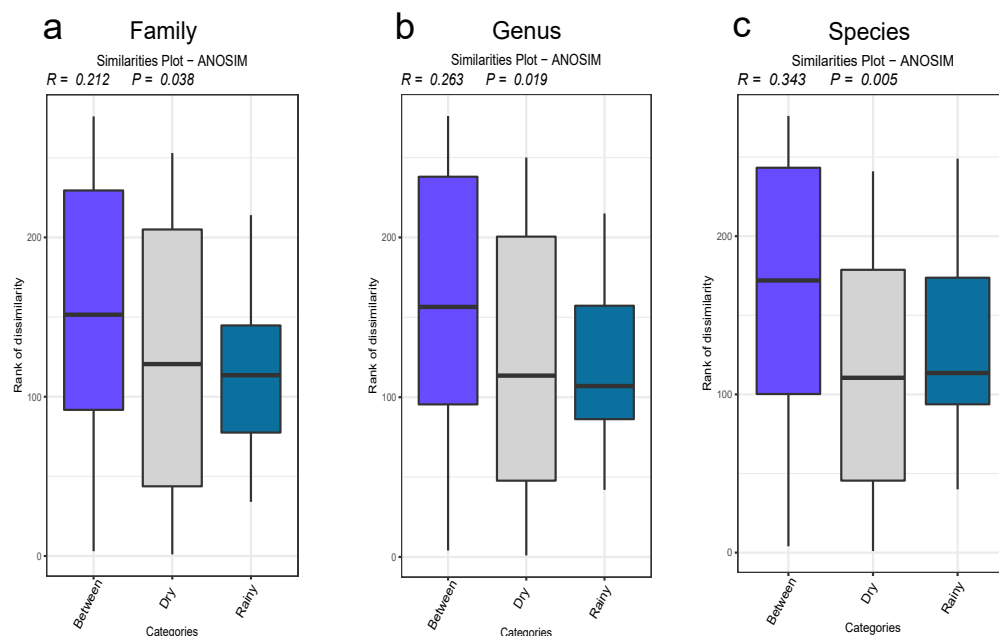 a Family
Similarities Plot – ANOSIM
R = 0.212 P = 0.038
Rank of dissimilarity
200
100
0
Between
Dry
Rainy
Categories
b Genus
Similarities Plot – ANOSIM
R = 0.263 P = 0.019
Rank of dissimilarity
200
100
0
Between
Dry
Rainy
Categories
c Species
Similarities Plot – ANOSIM
R = 0.343 P = 0.005
Rank of dissimilarity
200
100
0
Between
Dry
Rainy
Categories